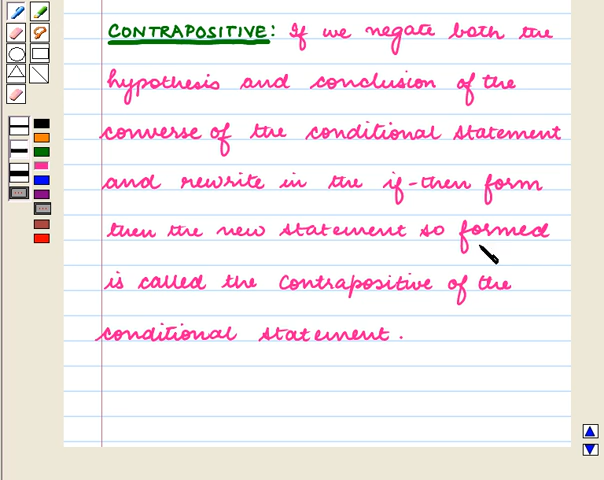 CONTRAPOSITIVE: If we negate both the
hypothesis and conclusion of the
converse of the conditional statement
and rewrite in the if-then form
then the new statement so formed
is called the Contrapositive of the
conditional statement.